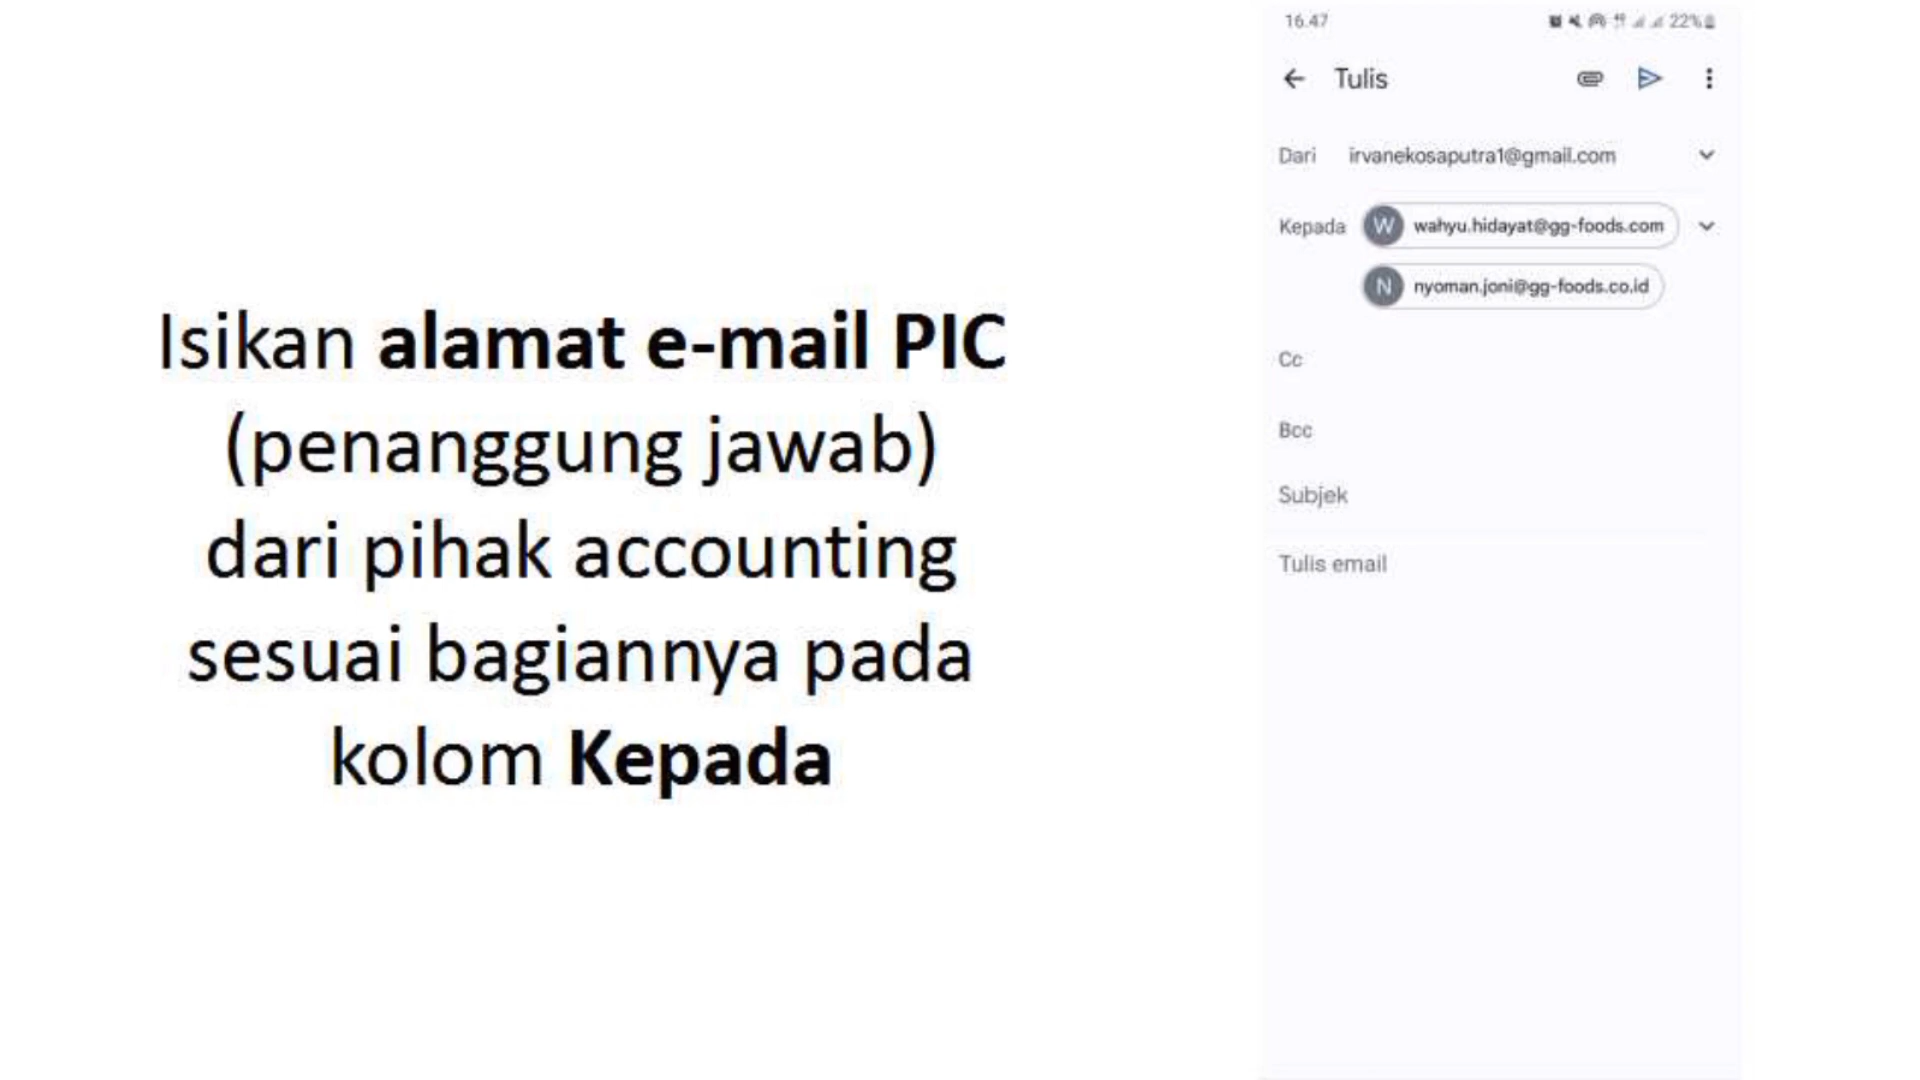 Isikan alamat e-mail PIC
(penanggung jawab)
dari pihak accounting
sesuai bagiannya pada
kolom Kepada
16.47
22%
Tulis
Dari irvanekosaputra1@gmail.com
Kepada W wahyu.hidayat@gg-foods.com
N nyoman.joni@gg-foods.co.id
Cc
Bcc
Subjek
Tulis email